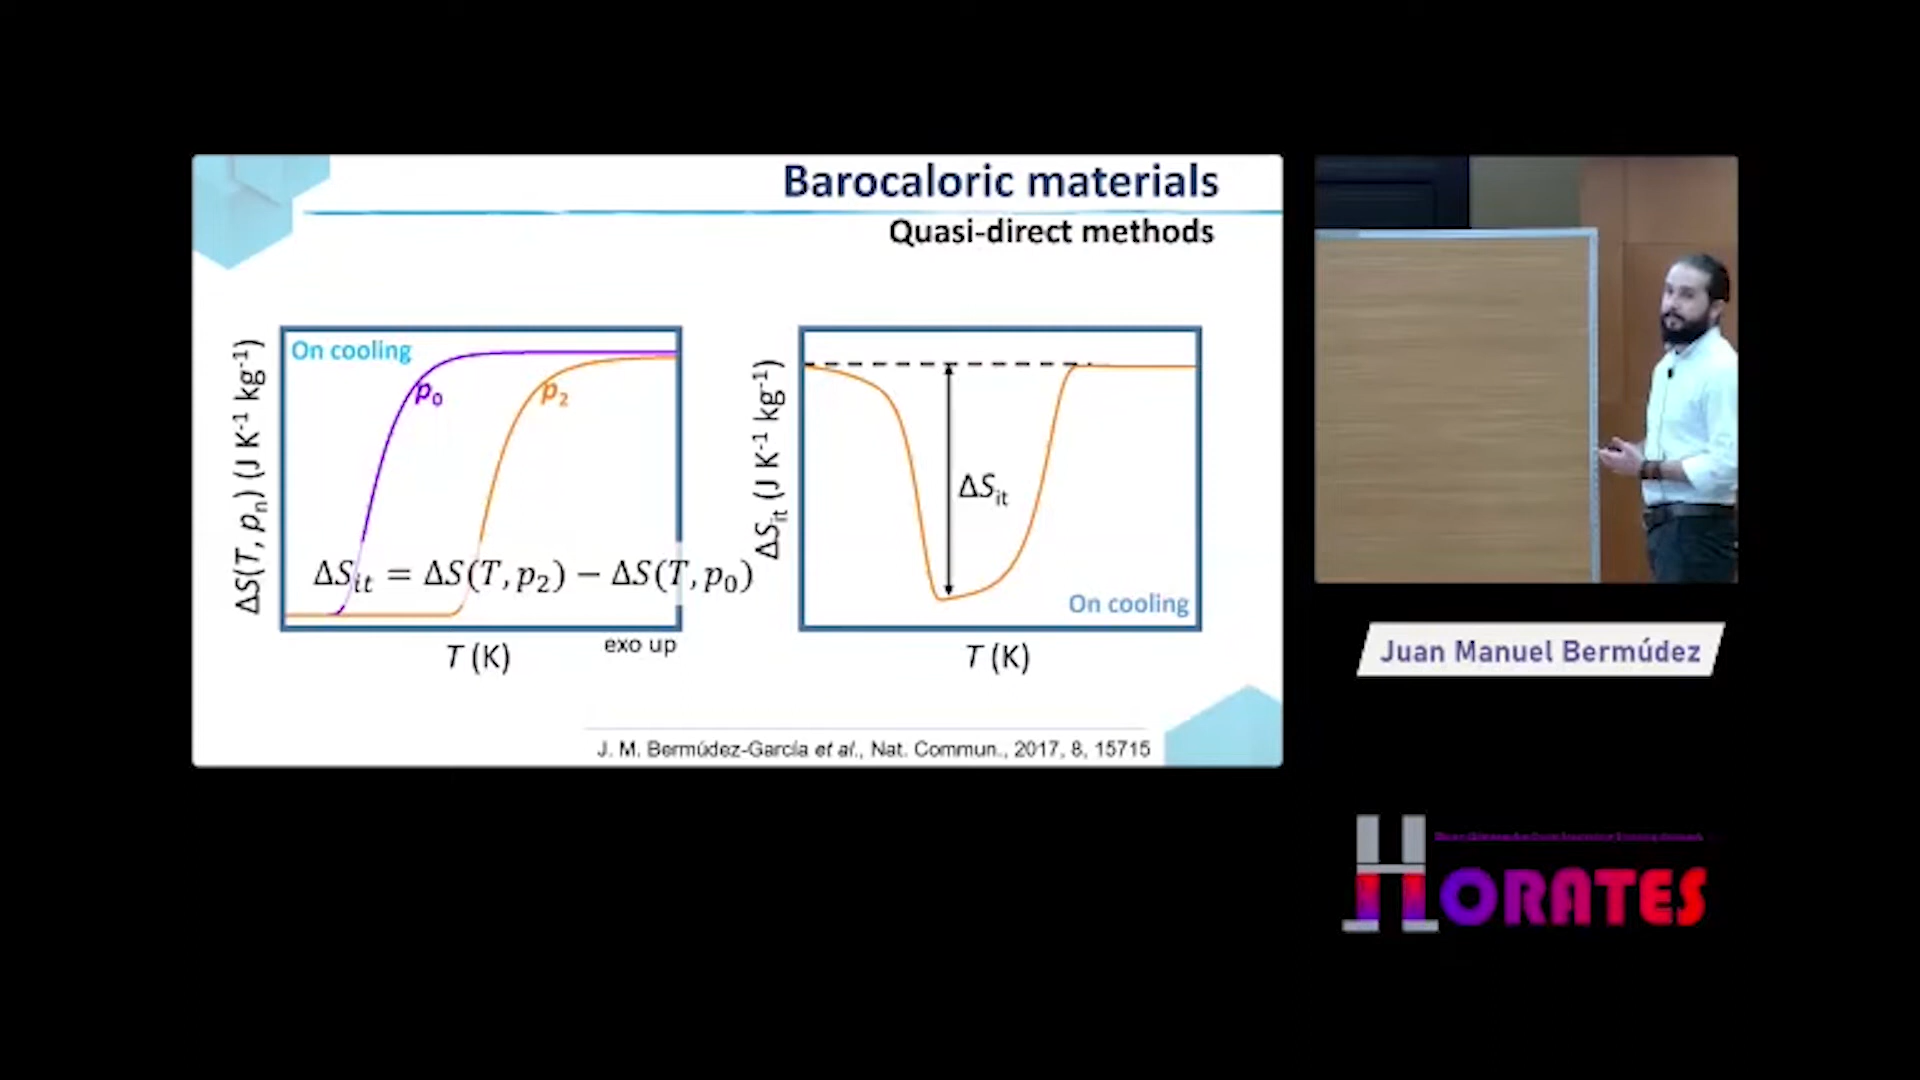 Barocaloric materials
Quasi-direct methods
ΔS(T, pn) (J K-1 kg-1)
On cooling
p0
p2
ΔSit = ΔS(T, p2) − ΔS(T, p0)
T (K)
exo up
ΔSit (J K-1 kg-1)
ΔSit
On cooling
T (K)
J. M. Bermúdez-García et al., Nat. Commun., 2017, 8, 15715
Juan Manuel Bermúdez
HORATES